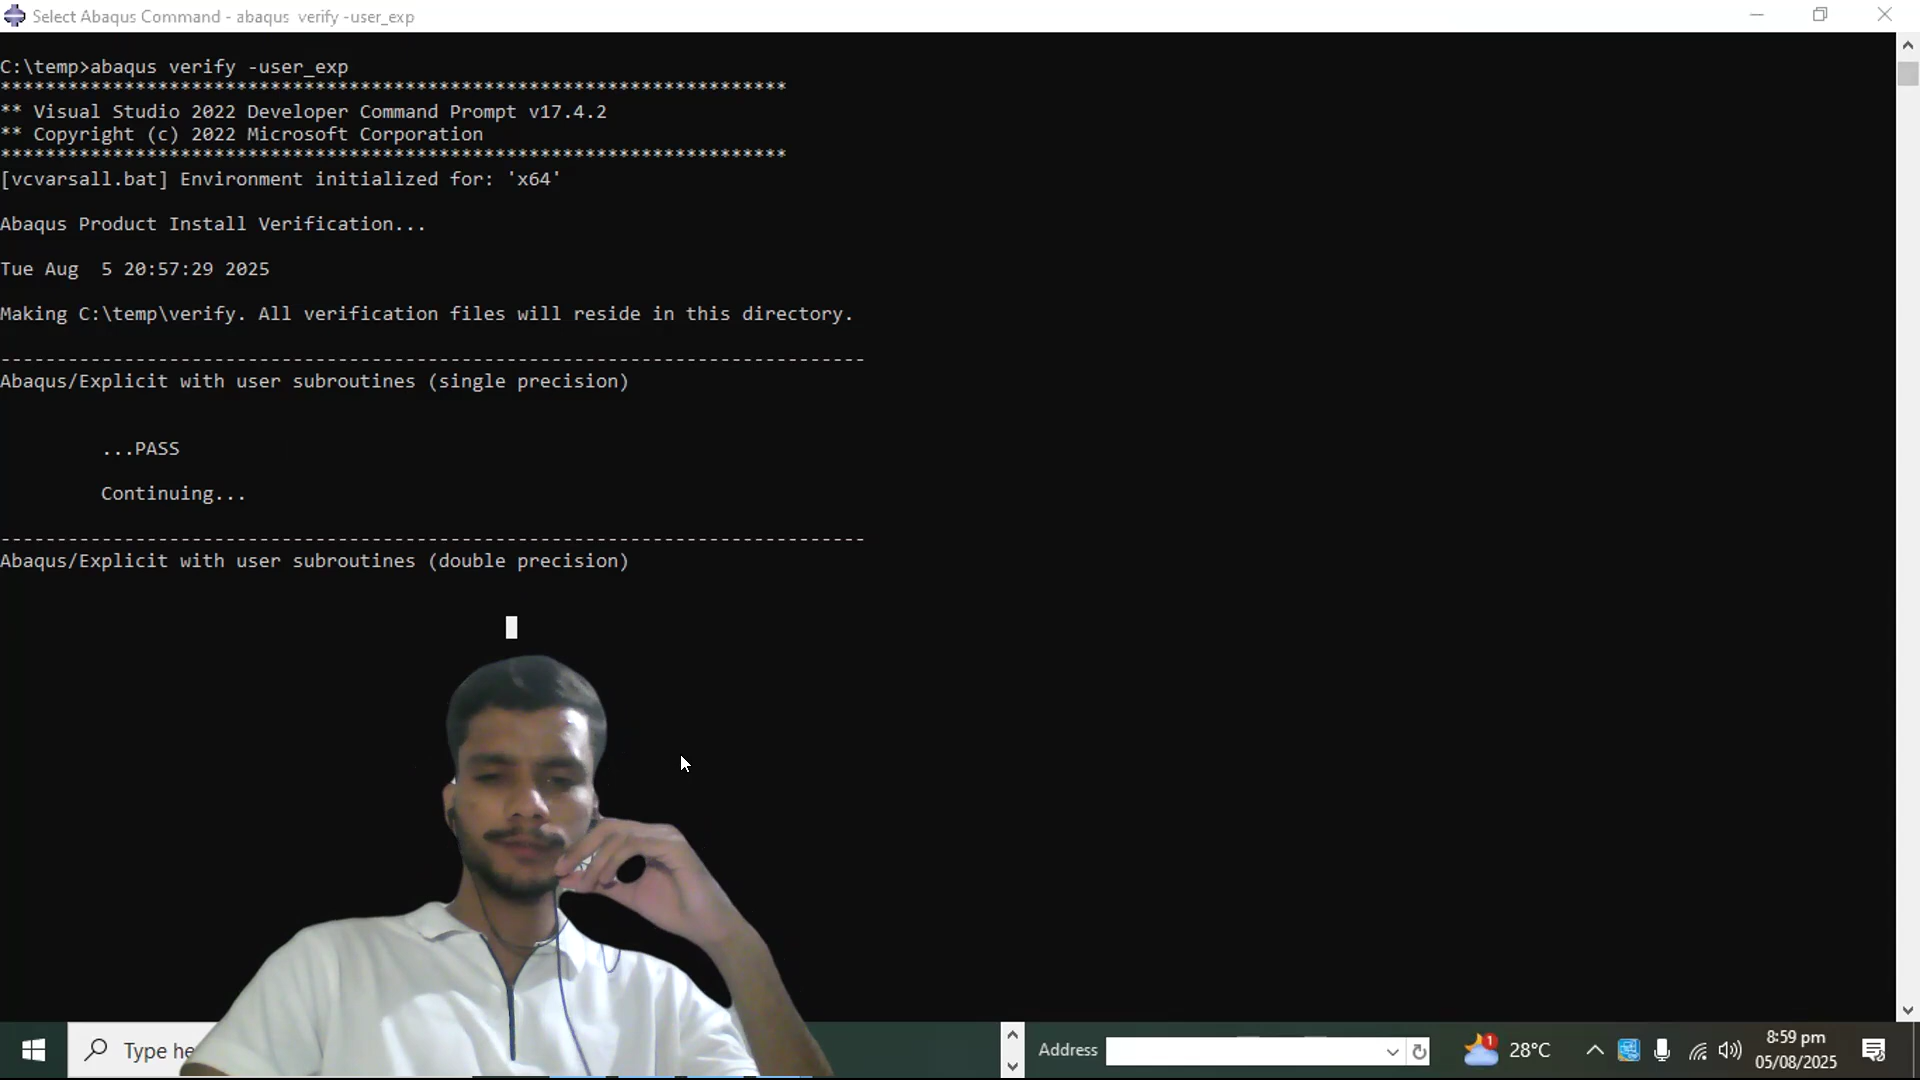 Select Abaqus Command - abaqus  verify -user_exp
C:\temp>abaqus verify -user_exp
**********************************************************************
** Visual Studio 2022 Developer Command Prompt v17.4.2
** Copyright (c) 2022 Microsoft Corporation
**********************************************************************
[vcvarsall.bat] Environment initialized for: 'x64'
Abaqus Product Install Verification...
Tue Aug  5 20:57:29 2025
Making C:\temp\verify. All verification files will reside in this directory.
-----------------------------------------------------------------------------
Abaqus/Explicit with user subroutines (single precision)
...PASS
Continuing...
-----------------------------------------------------------------------------
Abaqus/Explicit with user subroutines (double precision)
Type he
Address
1
28°C
8:59 pm
05/08/2025